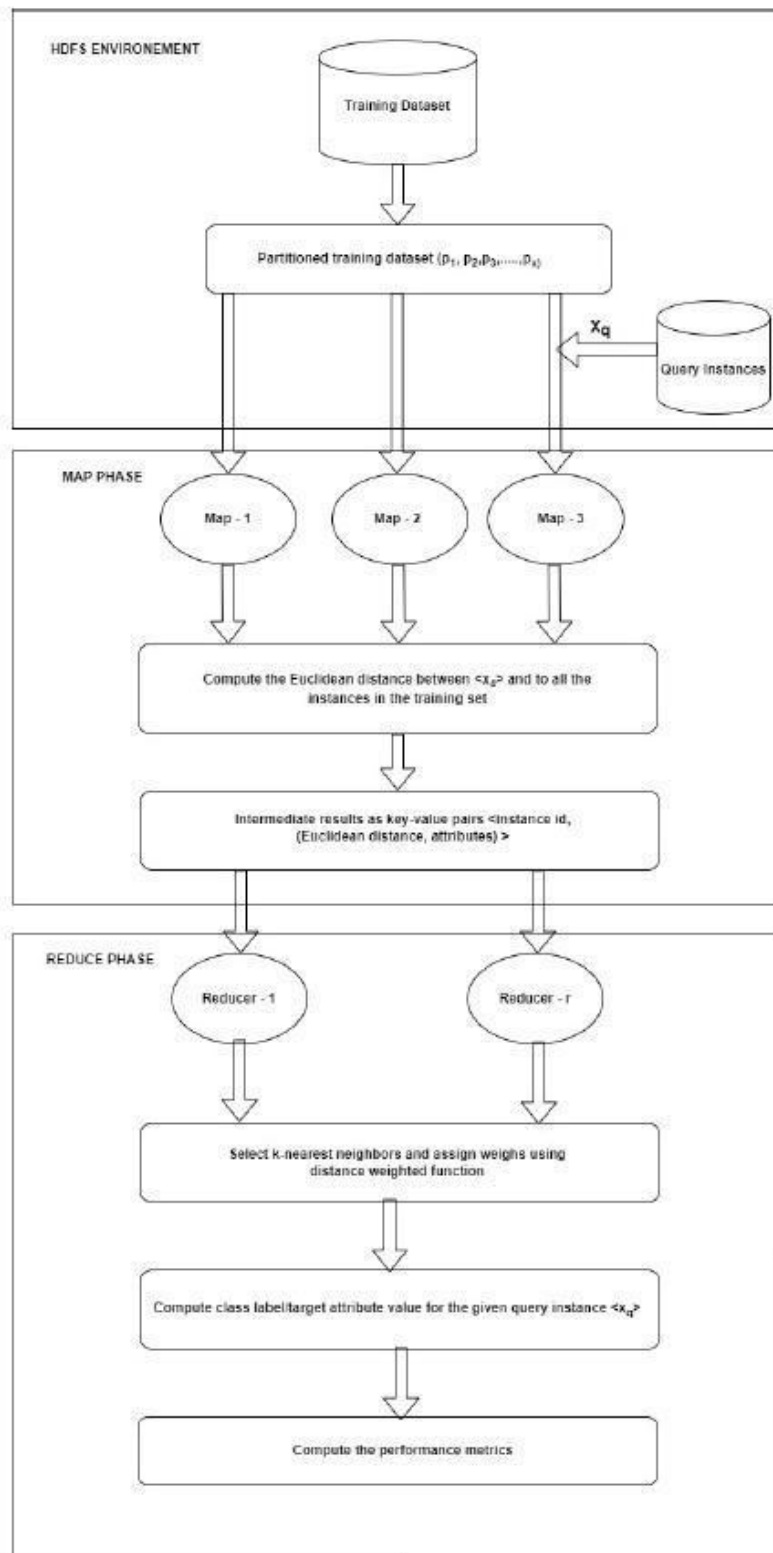 HDFS ENVIRONEMENT
Training Dataset
Partitioned training dataset (p1, p2,p3,.....,pn)
Xq
Query Instances
MAP PHASE
Map - 1
Map - 2
Map - 3
Compute the Euclidean distance between <xq> and to all the
instances in the training set
Intermediate results as key-value pairs <Instance id,
(Euclidean distance, attributes) >
REDUCE PHASE
Reducer - 1
Reducer - r
Select k-nearest neighbors and assign weighs using
distance weighted function
Compute class label/target attribute value for the given query instance <xq>
Compute the performance metrics